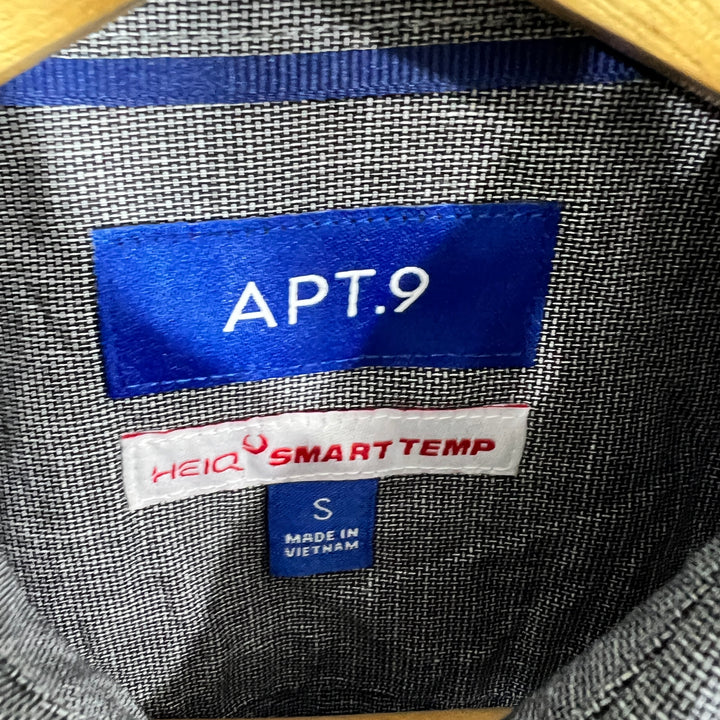 APT.9
HEIQ SMART TEMP
S
MADE IN
VIETNAM